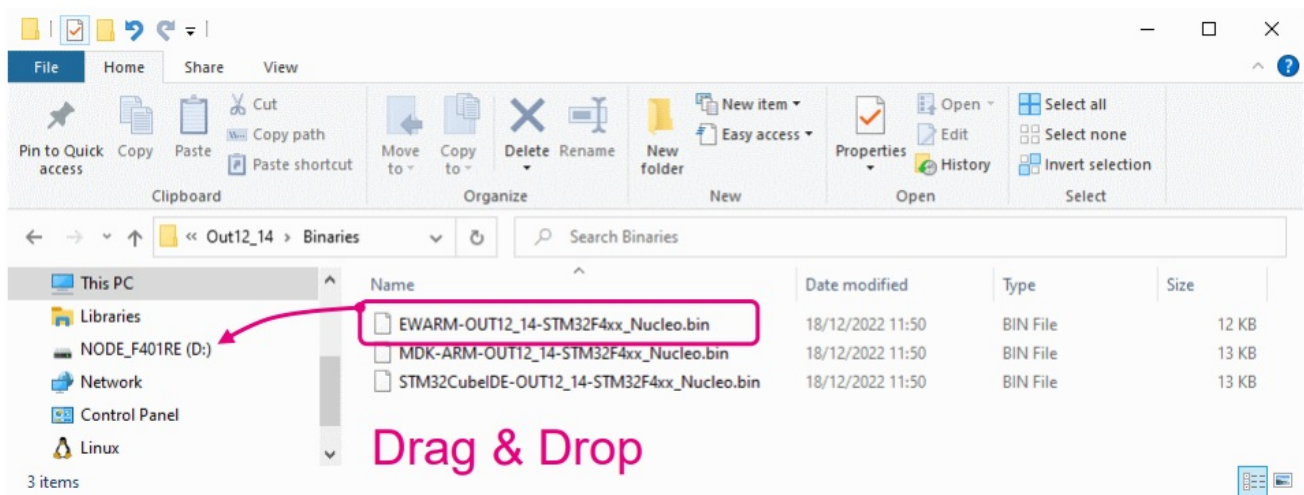 File Home Share View
Pin to Quick access
Copy
Paste
Cut
Copy path
Paste shortcut
Clipboard
Move to
Copy to
Delete
Rename
Organize
New folder
New item
Easy access
New
Properties
Open
Edit
History
Open
Select all
Select none
Invert selection
Select
« Out12_14 › Binaries
Search Binaries
This PC
Libraries
NODE_F401RE (D:)
Network
Control Panel
Linux
Name Date modified Type Size
EWARM-OUT12_14-STM32F4xx_Nucleo.bin 18/12/2022 11:50 BIN File 12 KB
MDK-ARM-OUT12_14-STM32F4xx_Nucleo.bin 18/12/2022 11:50 BIN File 13 KB
STM32CubeIDE-OUT12_14-STM32F4xx_Nucleo.bin 18/12/2022 11:50 BIN File 13 KB
Drag & Drop
3 items